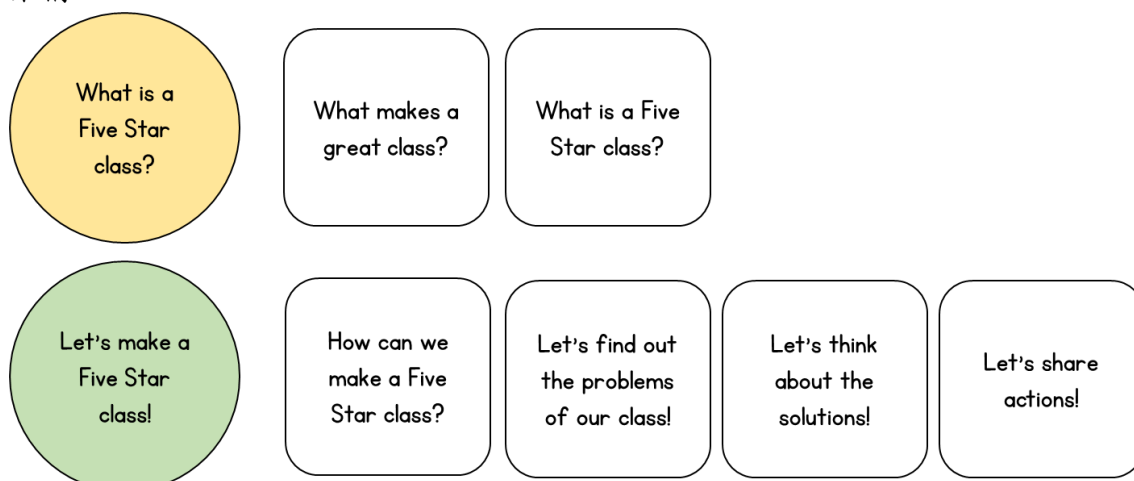 What is a
Five Star
class?
What makes a
great class?
What is a Five
Star class?
Let's make a
Five Star
class!
How can we
make a Five
Star class?
Let's find out
the problems
of our class!
Let's think
about the
solutions!
Let's share
actions!